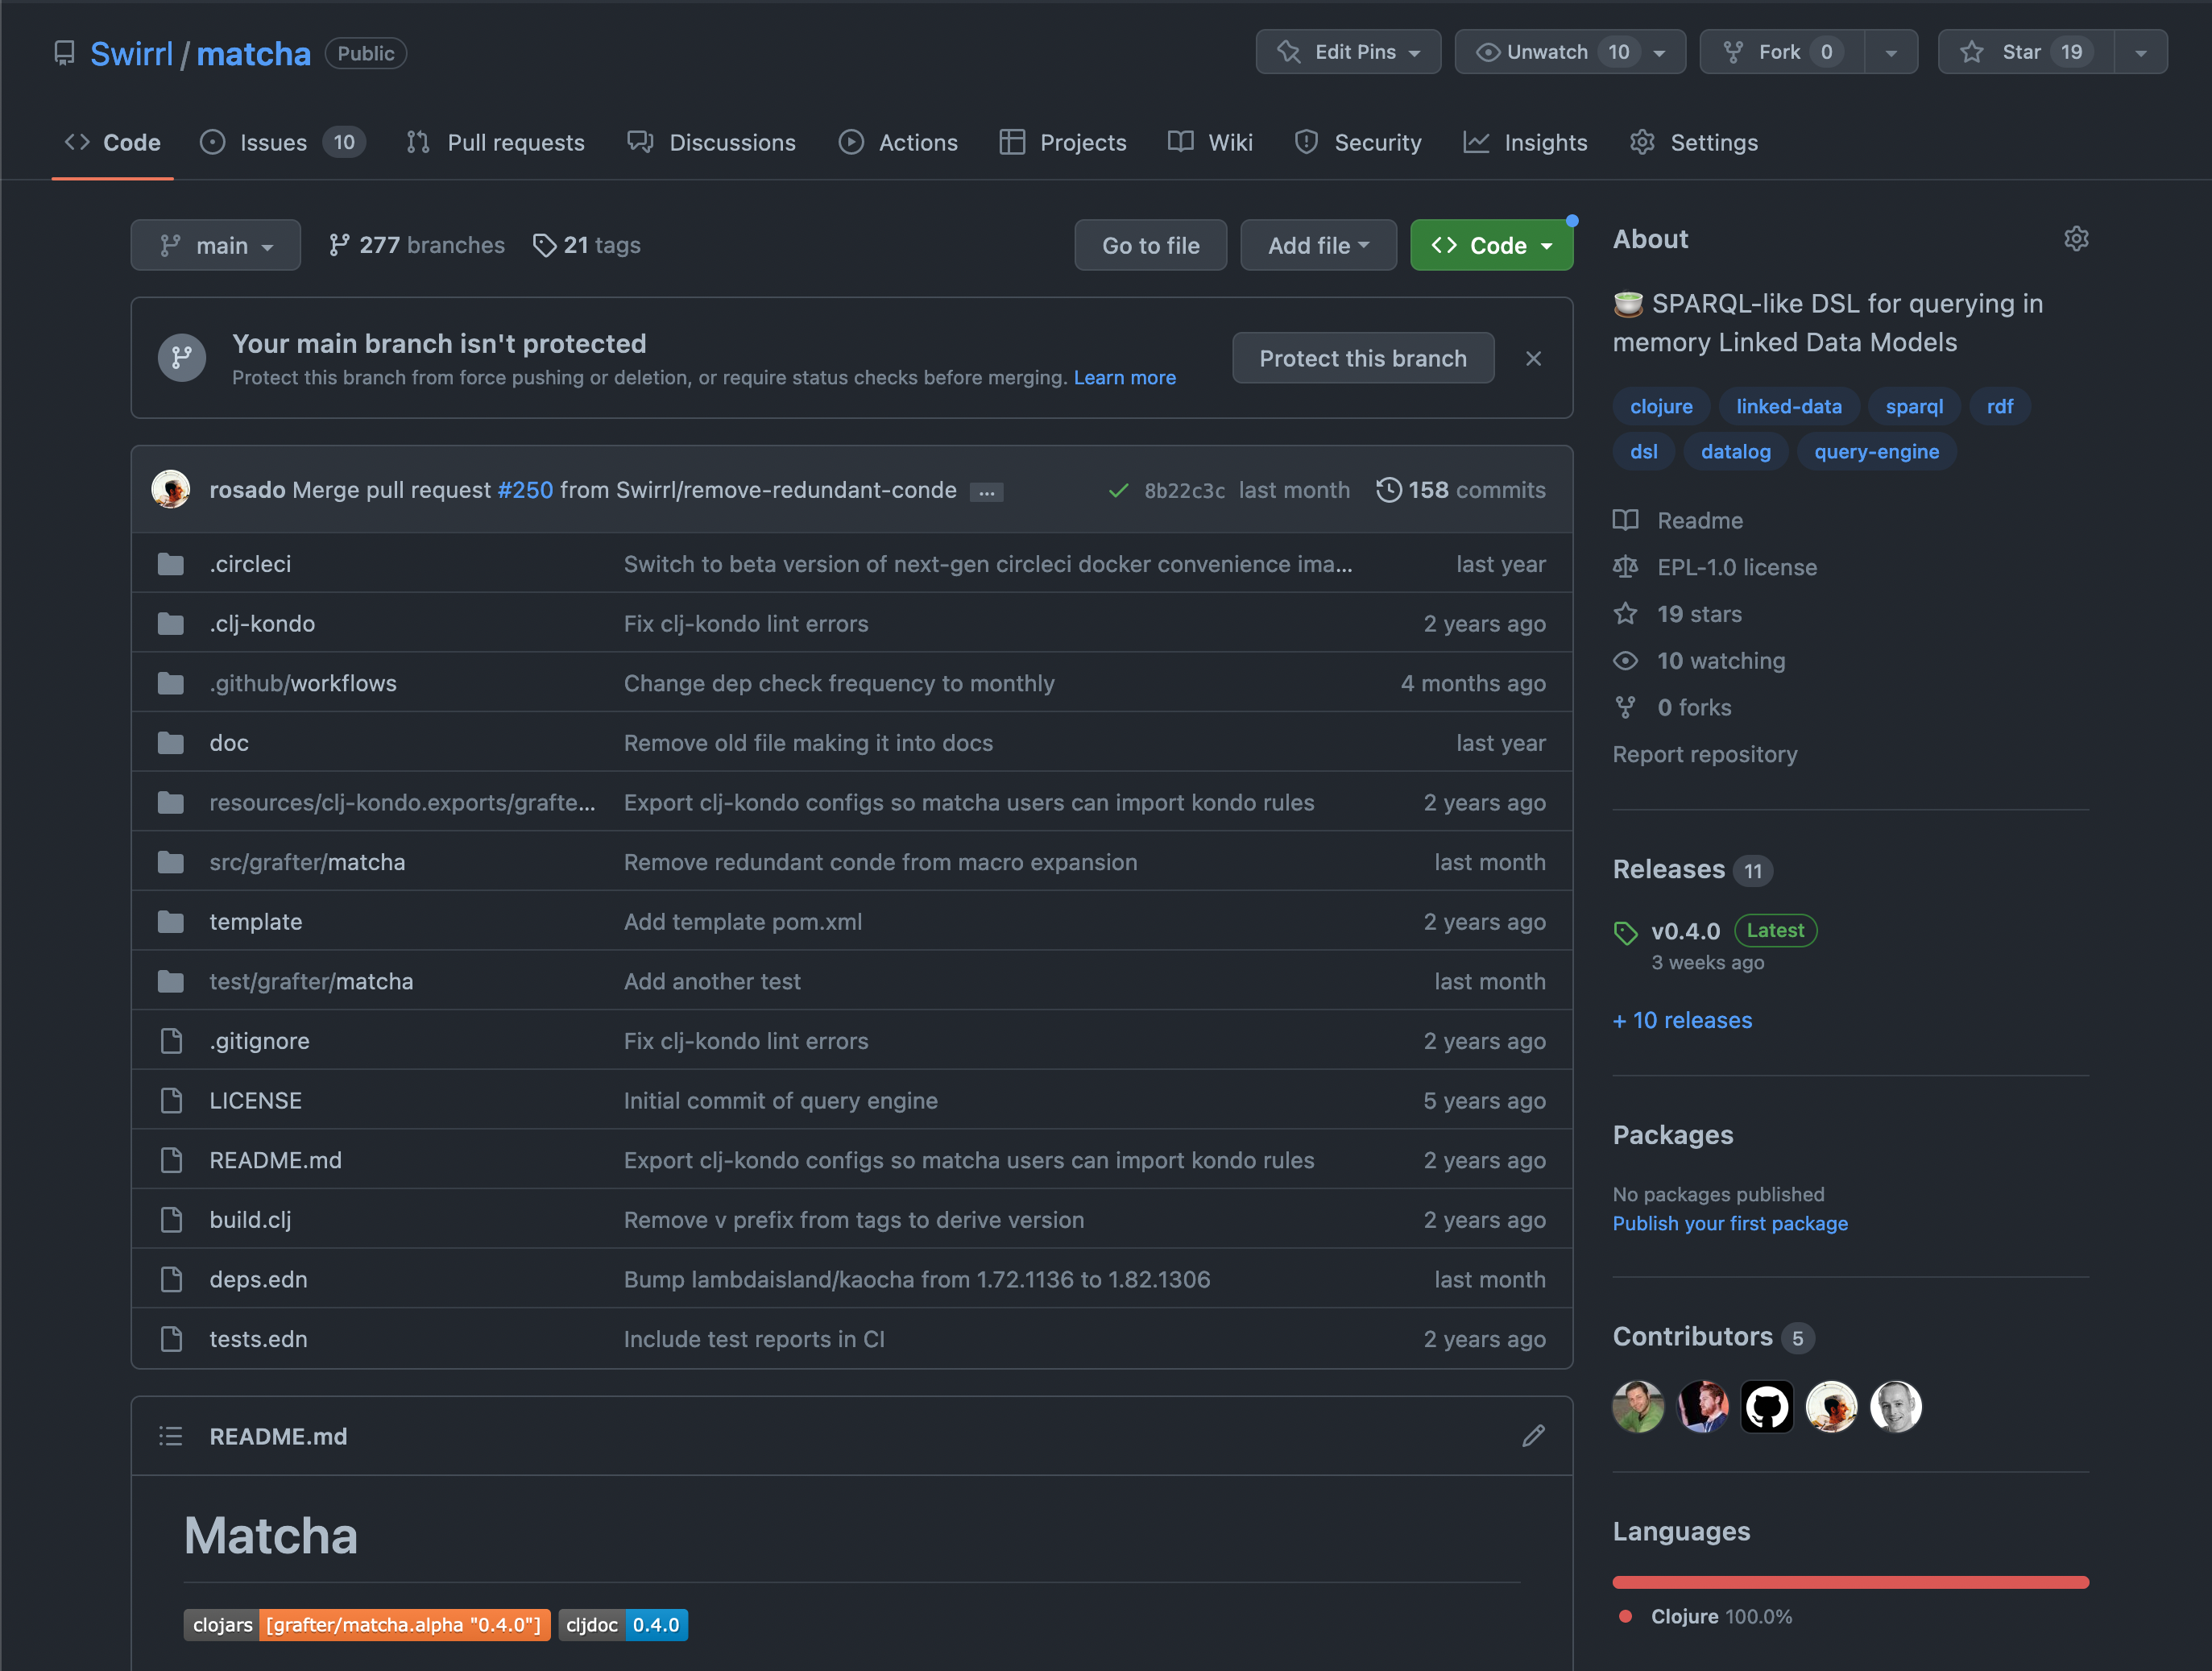 Swirrl / matcha Public
Edit Pins
Unwatch 10
Fork 0
Star 19
Code
Issues 10
Pull requests
Discussions
Actions
Projects
Wiki
Security
Insights
Settings
main
277 branches
21 tags
Go to file
Add file
Code
Your main branch isn't protected
Protect this branch from force pushing or deletion, or require status checks before merging. Learn more
Protect this branch
rosado Merge pull request #250 from Swirrl/remove-redundant-conde ...
8b22c3c last month
158 commits
.circleci Switch to beta version of next-gen circleci docker convenience ima... last year
.clj-kondo Fix clj-kondo lint errors 2 years ago
.github/workflows Change dep check frequency to monthly 4 months ago
doc Remove old file making it into docs last year
resources/clj-kondo.exports/grafte... Export clj-kondo configs so matcha users can import kondo rules 2 years ago
src/grafter/matcha Remove redundant conde from macro expansion last month
template Add template pom.xml 2 years ago
test/grafter/matcha Add another test last month
.gitignore Fix clj-kondo lint errors 2 years ago
LICENSE Initial commit of query engine 5 years ago
README.md Export clj-kondo configs so matcha users can import kondo rules 2 years ago
build.clj Remove v prefix from tags to derive version 2 years ago
deps.edn Bump lambdaisland/kaocha from 1.72.1136 to 1.82.1306 last month
tests.edn Include test reports in CI 2 years ago
README.md
Matcha
clojars [grafter/matcha.alpha "0.4.0"] cljdoc 0.4.0
About
🍵 SPARQL-like DSL for querying in
memory Linked Data Models
clojure linked-data sparql rdf
dsl datalog query-engine
Readme
EPL-1.0 license
19 stars
10 watching
0 forks
Report repository
Releases 11
v0.4.0 Latest
3 weeks ago
+ 10 releases
Packages
No packages published
Publish your first package
Contributors 5
Languages
Clojure 100.0%